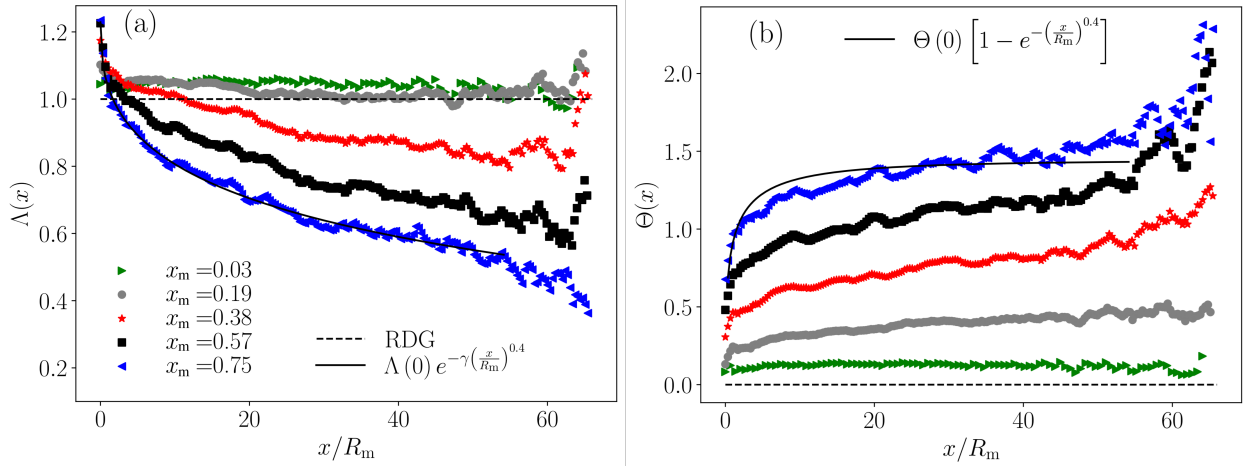 (a)
1.2
1.0
0.8
0.6
0.4
0.2
Λ(x)
x_m =0.03
x_m =0.19
x_m =0.38
x_m =0.57
x_m =0.75
RDG
Λ (0) e^{-γ(x/R_m)^{0.4}}
0 20 40 60
x/R_m
(b)
Θ (0) [1 − e^{-(x/R_m)^{0.4}}]
2.0
1.5
1.0
0.5
0.0
Θ(x)
0 20 40 60
x/R_m